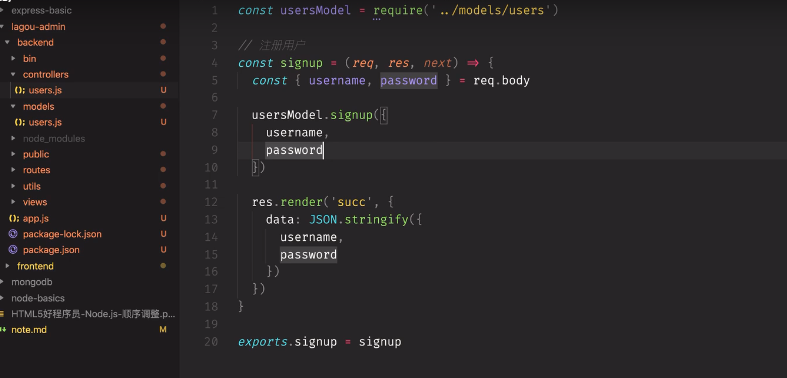 express-basic
lagou-admin
backend
bin
controllers
users.js U
models
users.js U
node_modules
public
routes
utils
views
app.js U
package-lock.json U
package.json U
frontend
mongodb
node-basics
HTML5好程序员-Node.js-顺序调整.p...
note.md M
1 const usersModel = require('../models/users')
2
3 // 注册用户
4 const signup = (req, res, next) => {
5 const { username, password } = req.body
6
7 usersModel.signup({
8 username,
9 password
10 })
11
12 res.render('succ', {
13 data: JSON.stringify({
14 username,
15 password
16 })
17 })
18 }
19
20 exports.signup = signup